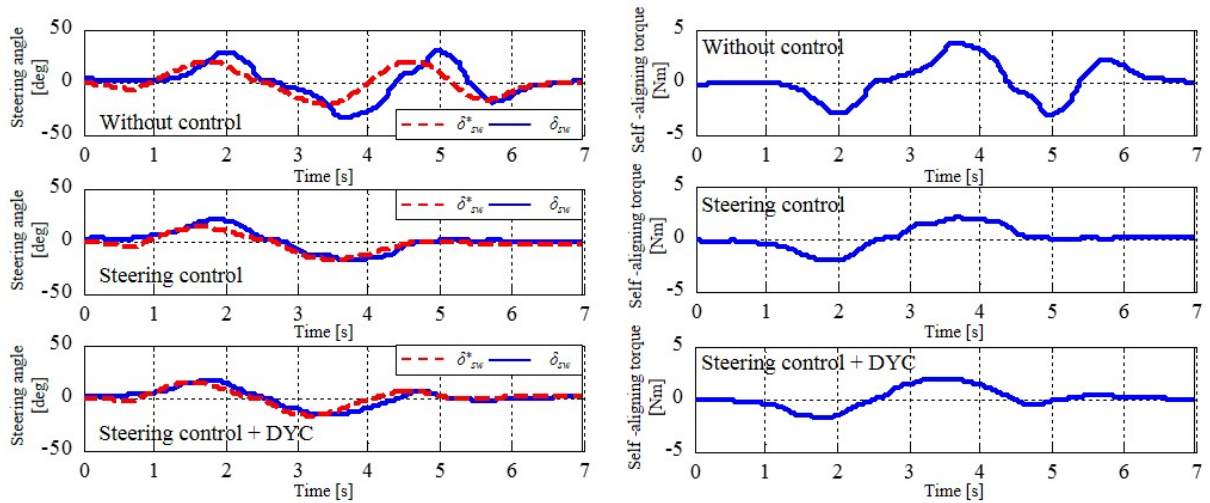 Steering angle
[deg]
50
0
-50
Without control
δ*sw δsw
0 1 2 3 4 5 6 7
Time [s]
Steering angle
[deg]
50
0
-50
Steering control
δ*sw δsw
0 1 2 3 4 5 6 7
Time [s]
Steering angle
[deg]
50
0
-50
Steering control + DYC
δ*sw δsw
0 1 2 3 4 5 6 7
Time [s]
Self -aligning torque
[Nm]
5
0
-5
Without control
0 1 2 3 4 5 6 7
Time [s]
Self -aligning torque
[Nm]
5
0
-5
Steering control
0 1 2 3 4 5 6 7
Time [s]
Self -aligning torque
[Nm]
5
0
-5
Steering control + DYC
0 1 2 3 4 5 6 7
Time [s]